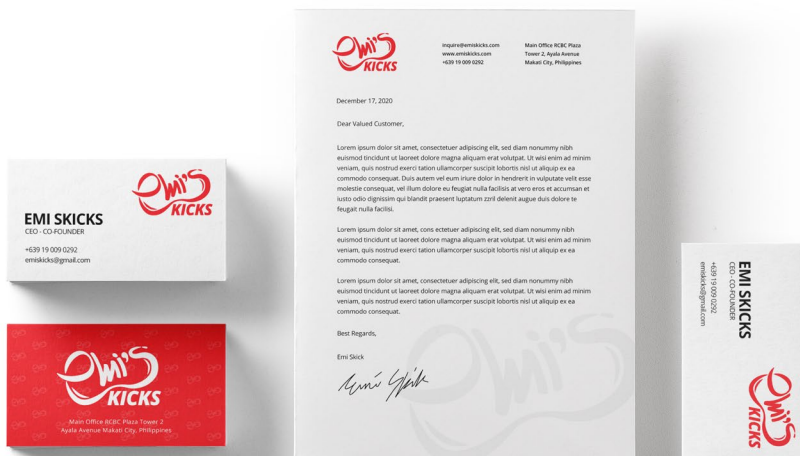 Emi's
KICKS
inquire@emiskicks.com
www.emiskicks.com
+639 19 009 0292
Main Office RCBC Plaza
Tower 2, Ayala Avenue
Makati City, Philippines
December 17, 2020
Dear Valued Customer,
Lorem ipsum dolor sit amet, consectetuer adipiscing elit, sed diam nonummy nibh
euismod tincidunt ut laoreet dolore magna aliquam erat volutpat. Ut wisi enim ad minim
veniam, quis nostrud exerci tation ullamcorper suscipit lobortis nisl ut aliquip ex ea
commodo consequat. Duis autem vel eum iriure dolor in hendrerit in vulputate velit esse
molestie consequat, vel illum dolore eu feugiat nulla facilisis at vero eros et accumsan et
iusto odio dignissim qui blandit praesent luptatum zzril delenit augue duis dolore te
feugait nulla facilisi.
Lorem ipsum dolor sit amet, cons ectetuer adipiscing elit, sed diam nonummy nibh
euismod tincidunt ut laoreet dolore magna aliquam erat volutpat. Ut wisi enim ad minim
veniam, quis nostrud exerci tation ullamcorper suscipit lobortis nisl ut aliquip ex ea
commodo consequat.
Lorem ipsum dolor sit amet, consectetuer adipiscing elit, sed diam nonummy nibh
euismod tincidunt ut laoreet dolore magna aliquam erat volutpat. Ut wisi enim ad minim
veniam, quis nostrud exerci tation ullamcorper suscipit lobortis nisl ut aliquip ex ea
commodo consequat.
Best Regards,
Emi Skick
Emi Skick
Emi's
Emi's
KICKS
EMI SKICKS
CEO - CO-FOUNDER
+639 19 009 0292
emiskicks@gmail.com
Emi's
KICKS
Main Office RCBC Plaza Tower 2
Ayala Avenue Makati City, Philippines
EMI SKICKS
CEO - CO-FOUNDER
+639 19 009 0292
emiskicks@gmail.com
Emi's
KICKS